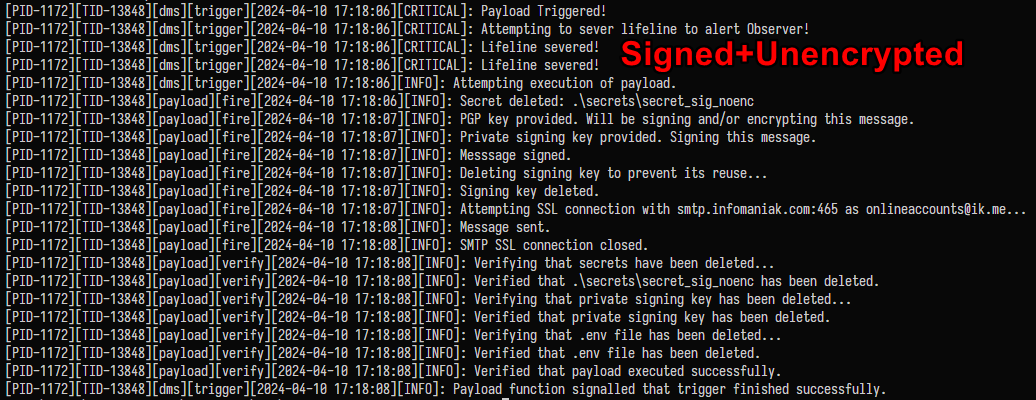 [PID-1172][TID-13848][dms][trigger][2024-04-10 17:18:06][CRITICAL]: Payload Triggered!
[PID-1172][TID-13848][dms][trigger][2024-04-10 17:18:06][CRITICAL]: Attempting to sever lifeline to alert Observer!
[PID-1172][TID-13848][dms][trigger][2024-04-10 17:18:06][CRITICAL]: Lifeline severed!
Signed+Unencrypted
[PID-1172][TID-13848][dms][trigger][2024-04-10 17:18:06][CRITICAL]: Lifeline severed!
[PID-1172][TID-13848][dms][trigger][2024-04-10 17:18:06][INFO]: Attempting execution of payload.
[PID-1172][TID-13848][payload][fire][2024-04-10 17:18:06][INFO]: Secret deleted: .\secrets\secret_sig_noenc
[PID-1172][TID-13848][payload][fire][2024-04-10 17:18:07][INFO]: PGP key provided. Will be signing and/or encrypting this message.
[PID-1172][TID-13848][payload][fire][2024-04-10 17:18:07][INFO]: Private signing key provided. Signing this message.
[PID-1172][TID-13848][payload][fire][2024-04-10 17:18:07][INFO]: Messsage signed.
[PID-1172][TID-13848][payload][fire][2024-04-10 17:18:07][INFO]: Deleting signing key to prevent its reuse...
[PID-1172][TID-13848][payload][fire][2024-04-10 17:18:07][INFO]: Signing key deleted.
[PID-1172][TID-13848][payload][fire][2024-04-10 17:18:07][INFO]: Attempting SSL connection with smtp.infomaniak.com:465 as onlineaccounts@ik.me...
[PID-1172][TID-13848][payload][fire][2024-04-10 17:18:08][INFO]: Message sent.
[PID-1172][TID-13848][payload][fire][2024-04-10 17:18:08][INFO]: SMTP SSL connection closed.
[PID-1172][TID-13848][payload][verify][2024-04-10 17:18:08][INFO]: Verifying that secrets have been deleted...
[PID-1172][TID-13848][payload][verify][2024-04-10 17:18:08][INFO]: Verified that .\secrets\secret_sig_noenc has been deleted.
[PID-1172][TID-13848][payload][verify][2024-04-10 17:18:08][INFO]: Verifying that private signing key has been deleted...
[PID-1172][TID-13848][payload][verify][2024-04-10 17:18:08][INFO]: Verified that private signing key has been deleted.
[PID-1172][TID-13848][payload][verify][2024-04-10 17:18:08][INFO]: Verifying that .env file has been deleted...
[PID-1172][TID-13848][payload][verify][2024-04-10 17:18:08][INFO]: Verified that .env file has been deleted.
[PID-1172][TID-13848][payload][verify][2024-04-10 17:18:08][INFO]: Verified that payload executed successfully.
[PID-1172][TID-13848][dms][trigger][2024-04-10 17:18:08][INFO]: Payload function signalled that trigger finished successfully.